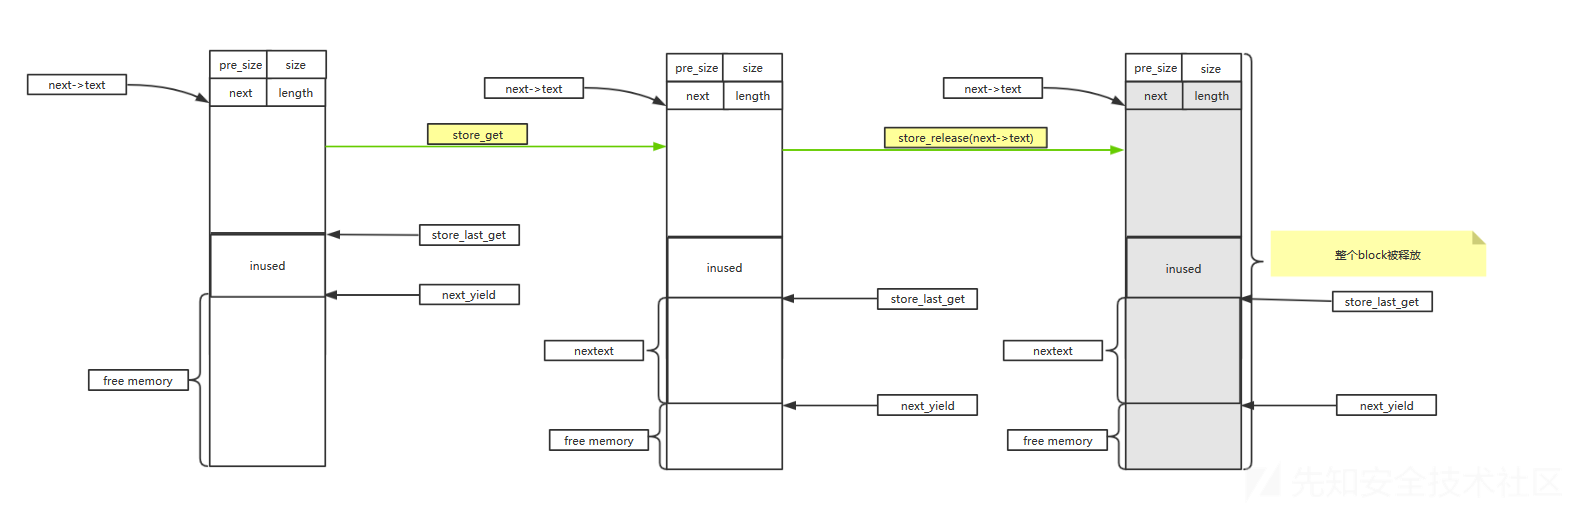 pre_size size
next->text
next length
store_get
store_last_get
inused
next_yield
free memory
pre_size size
next->text
next length
store_release(next->text)
inused
store_last_get
nextext
next_yield
free memory
pre_size size
next->text
next length
整个block被释放
inused
store_last_get
nextext
next_yield
free memory
先知安全技术社区